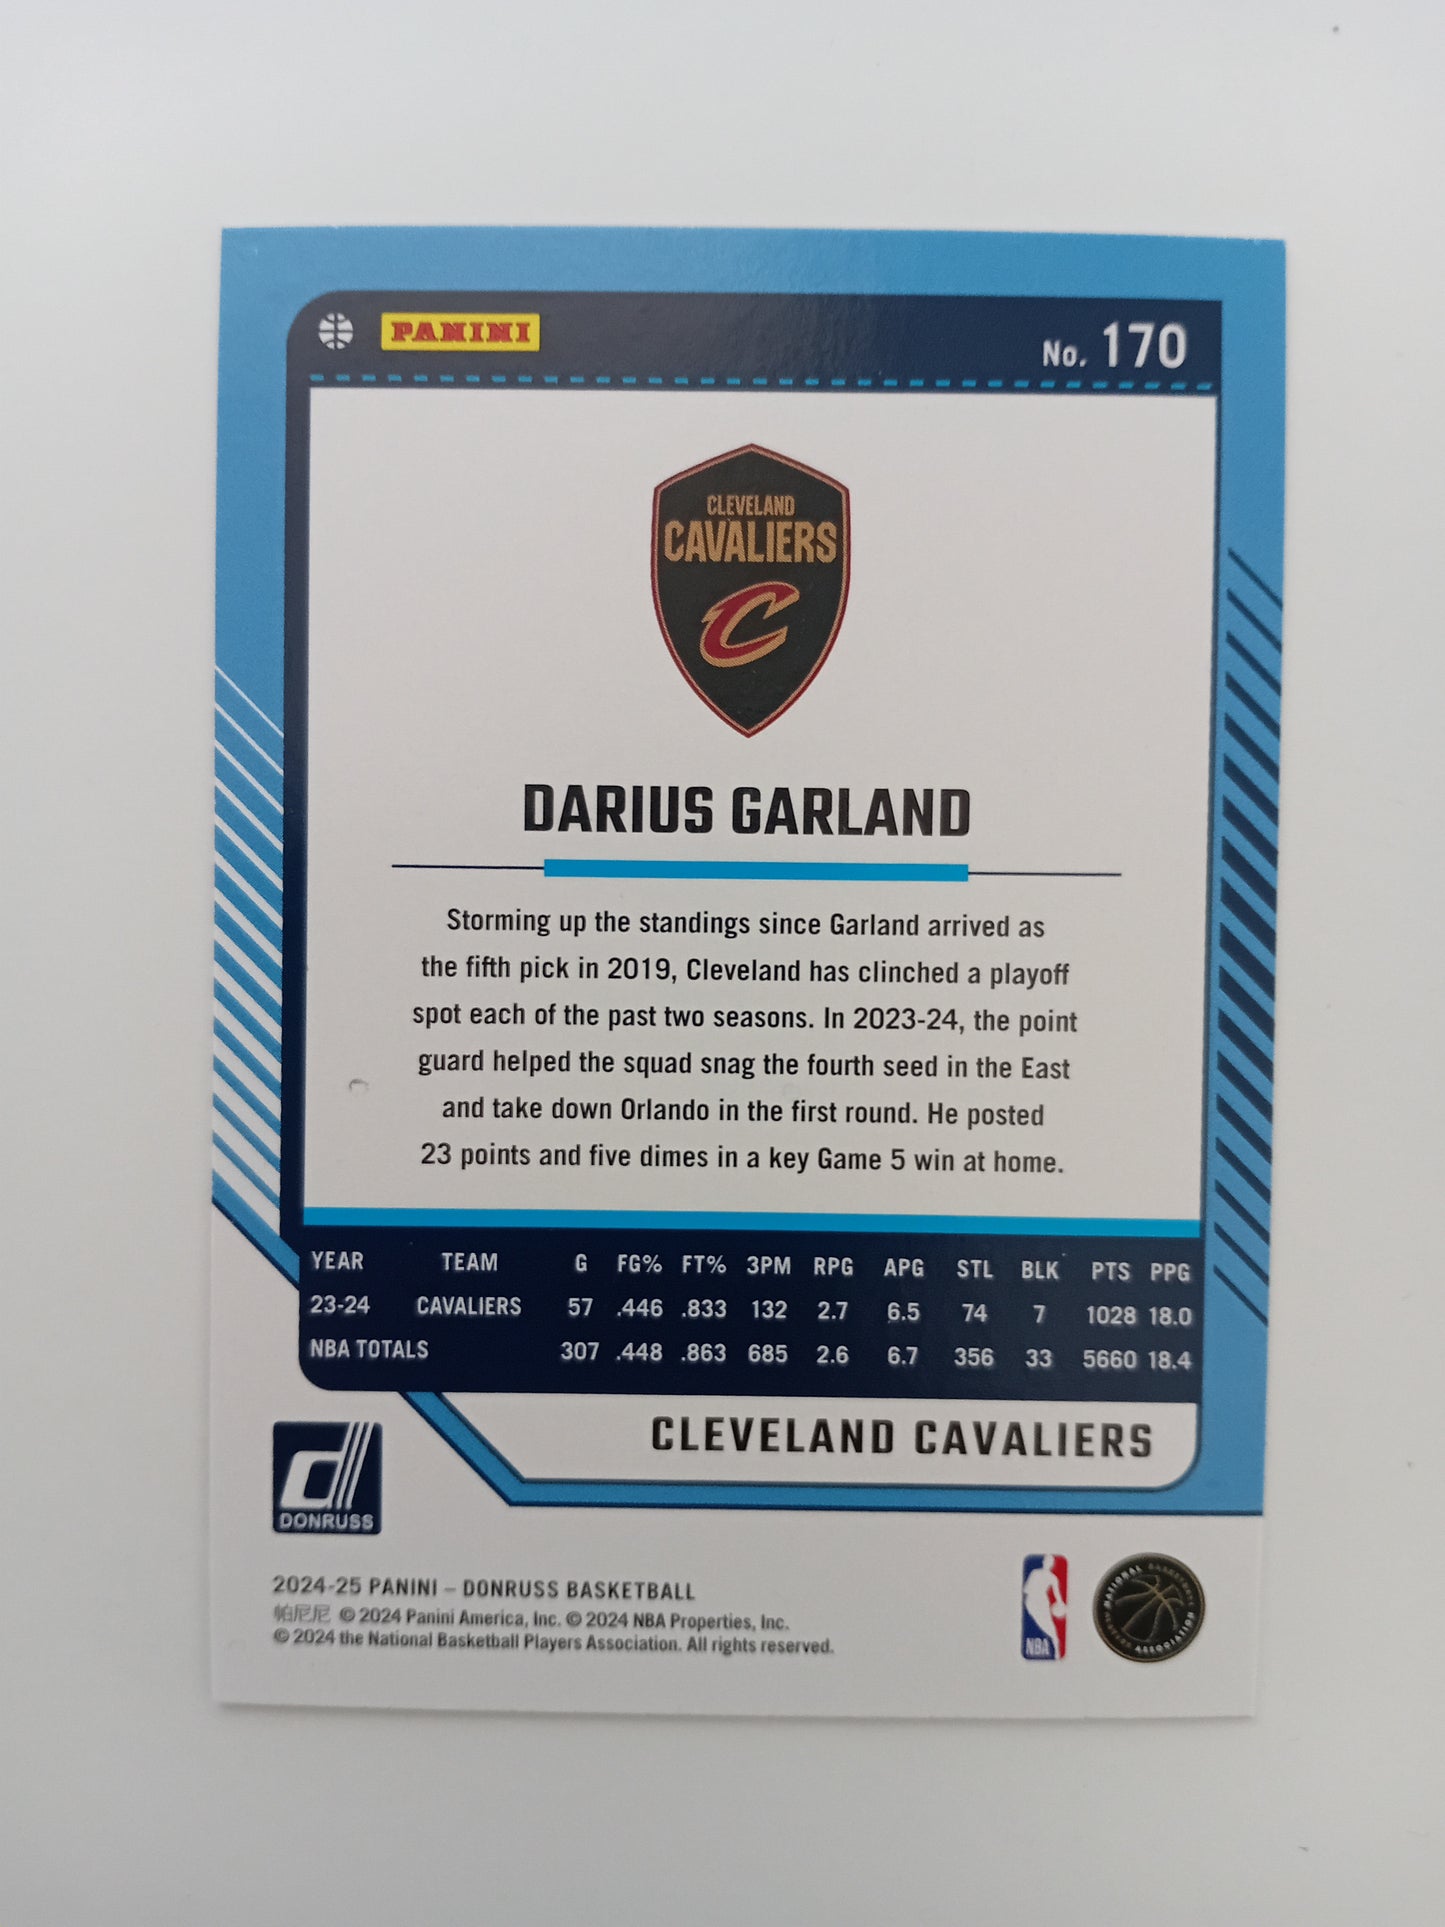 PANINI
No. 170
CLEVELAND
CAVALIERS
C
DARIUS GARLAND
Storming up the standings since Garland arrived as
the fifth pick in 2019, Cleveland has clinched a playoff
spot each of the past two seasons. In 2023-24, the point
guard helped the squad snag the fourth seed in the East
and take down Orlando in the first round. He posted
23 points and five dimes in a key Game 5 win at home.
YEAR TEAM G FG% FT% 3PM RPG APG STL BLK PTS PPG
23-24 CAVALIERS 57 .446 .833 132 2.7 6.5 74 7 1028 18.0
NBA TOTALS 307 .448 .863 685 2.6 6.7 356 33 5660 18.4
CLEVELAND CAVALIERS
d
DONRUSS
2024-25 PANINI – DONRUSS BASKETBALL
帕尼尼 © 2024 Panini America, Inc. © 2024 NBA Properties, Inc.
© 2024 the National Basketball Players Association. All rights reserved.
NBA
NATIONAL BASKETBALL PLAYERS ASSOCIATION